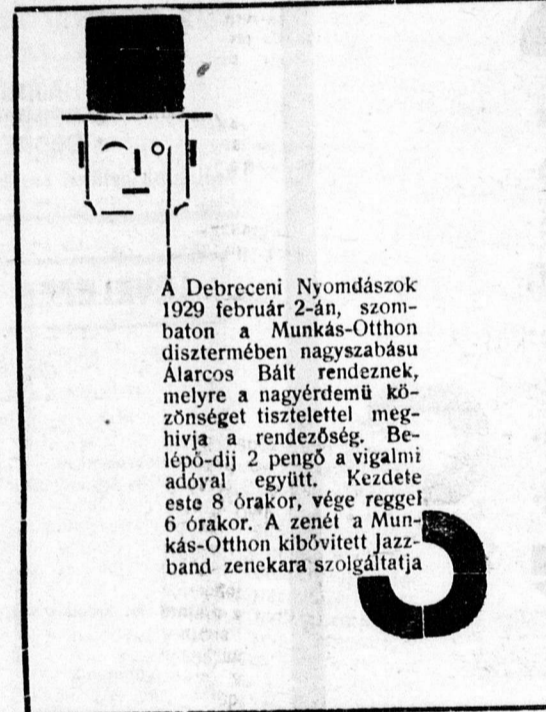 A Debreceni Nyomdászok
1929 február 2-án, szom-
baton a Munkás-Otthon
disztermében nagyszabásu
Álarcos Bált rendeznek,
melyre a nagyérdemü kö-
zönséget tisztelettel meg-
hivja a rendezőség. Be-
lépő-dij 2 pengő a vigalmi
adóval együtt. Kezdete
este 8 órakor, vége reggel
6 órakor. A zenét a Mun-
kás-Otthon kibővitett Jazz-
band zenekara szolgáltatja